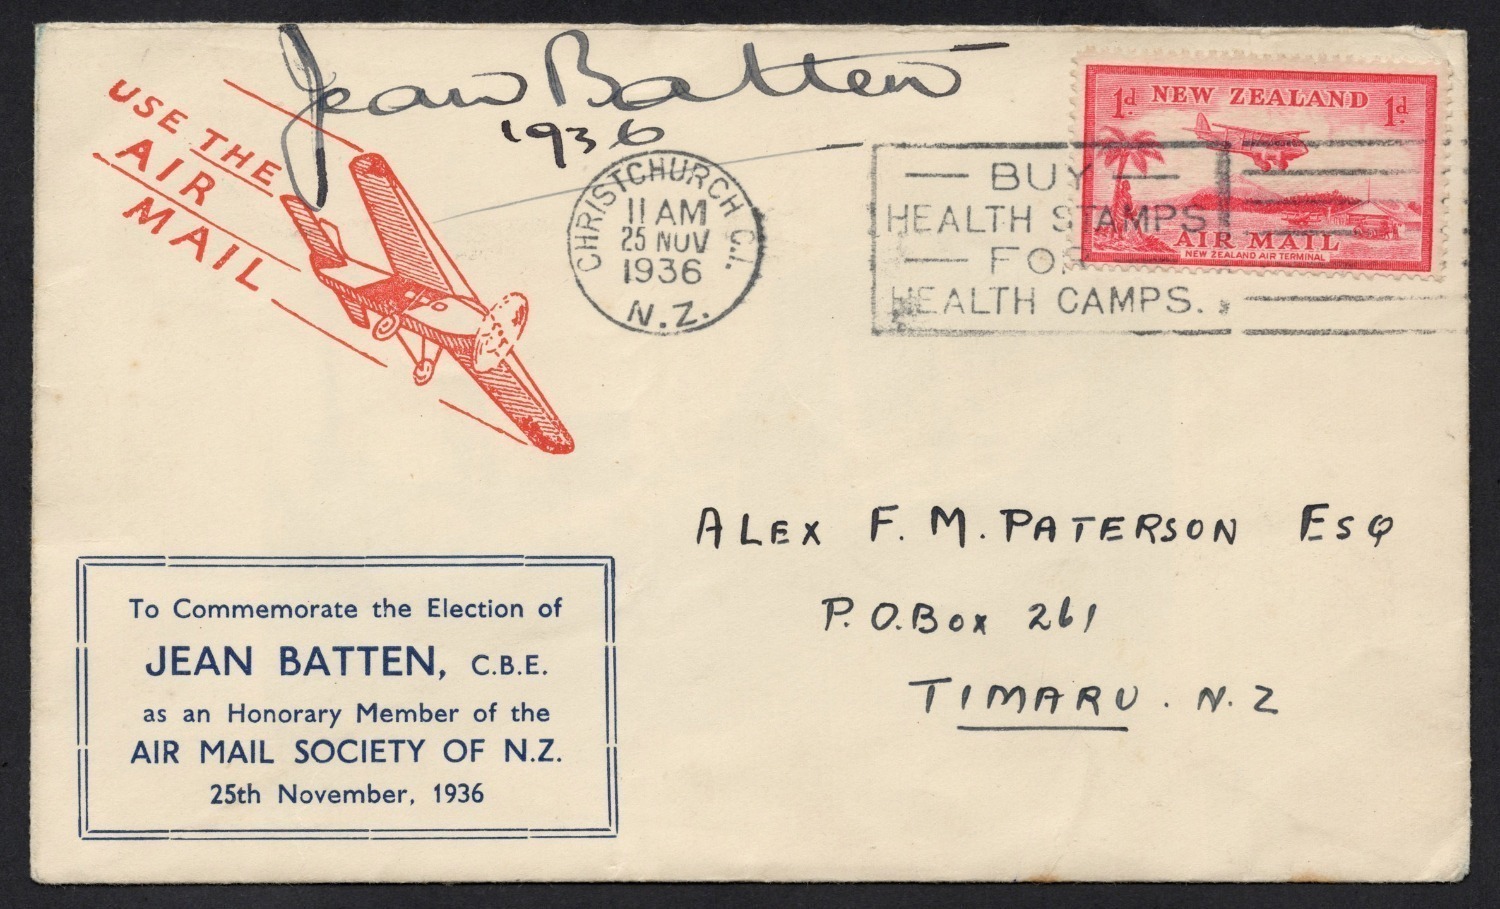 Jean Batten
1936
USE THE
AIR
MAIL
CHRISTCHURCH C.I.
11 AM
25 NOV
1936
N.Z.
BUY
HEALTH STAMPS
FOR
HEALTH CAMPS.
1d NEW ZEALAND 1d
AIR MAIL
NEW ZEALAND AIR TERMINAL
ALEX F. M. PATERSON ESQ
P.O.BOX 261
TIMARU. N.Z
To Commemorate the Election of
JEAN BATTEN, C.B.E.
as an Honorary Member of the
AIR MAIL SOCIETY OF N.Z.
25th November, 1936